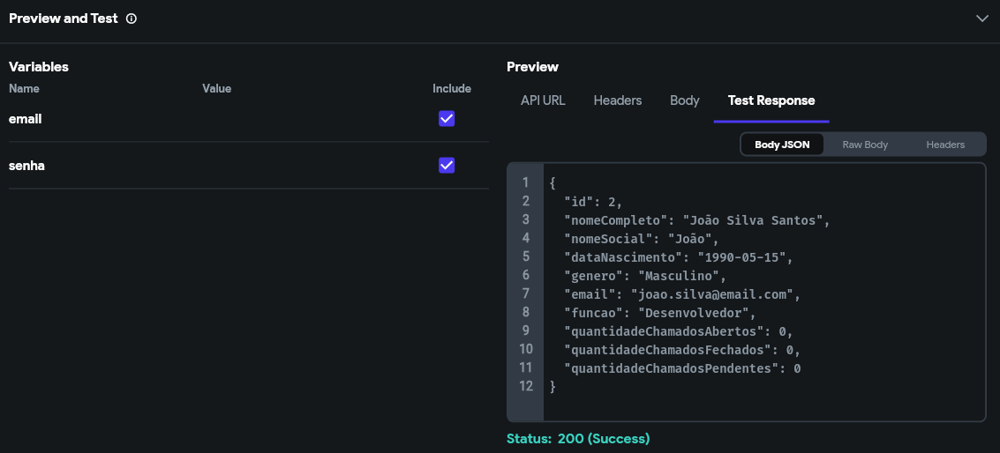 Preview and Test
Variables
Name Value Include
email
senha
Preview
API URL Headers Body Test Response
Body JSON Raw Body Headers
1 {
2 "id": 2,
3 "nomeCompleto": "João Silva Santos",
4 "nomeSocial": "João",
5 "dataNascimento": "1990-05-15",
6 "genero": "Masculino",
7 "email": "joao.silva@email.com",
8 "funcao": "Desenvolvedor",
9 "quantidadeChamadosAbertos": 0,
10 "quantidadeChamadosFechados": 0,
11 "quantidadeChamadosPendentes": 0
12 }
Status: 200 (Success)